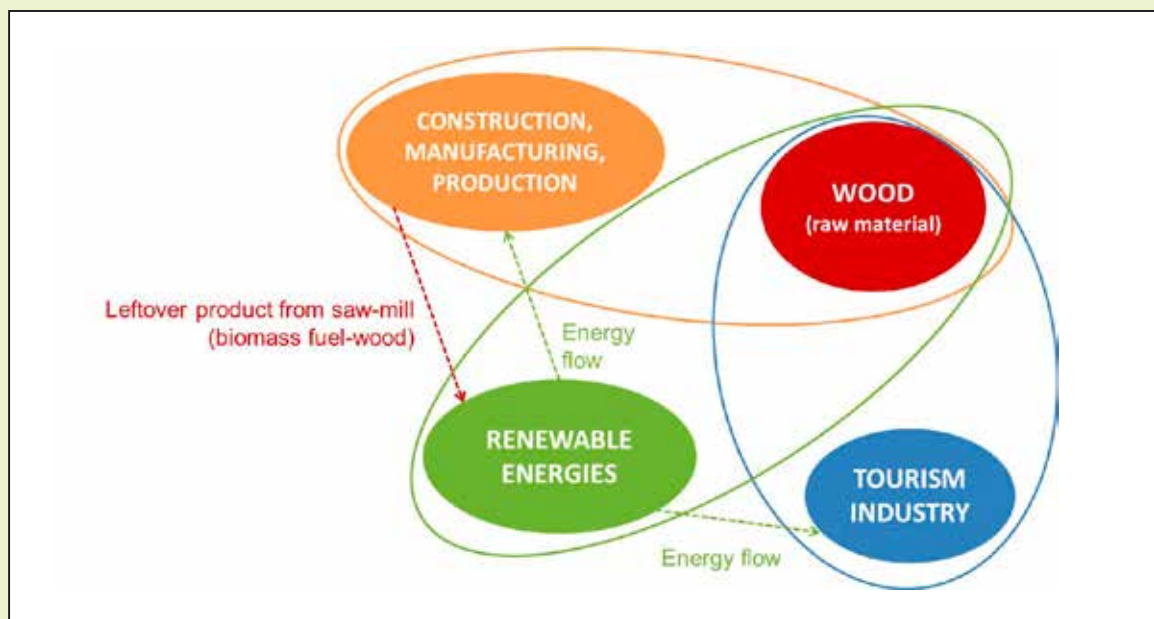 CONSTRUCTION,
MANUFACTURING,
PRODUCTION
WOOD
(raw material)
Leftover product from saw-mill
(biomass fuel-wood)
Energy
flow
RENEWABLE
ENERGIES
TOURISM
INDUSTRY
Energy flow